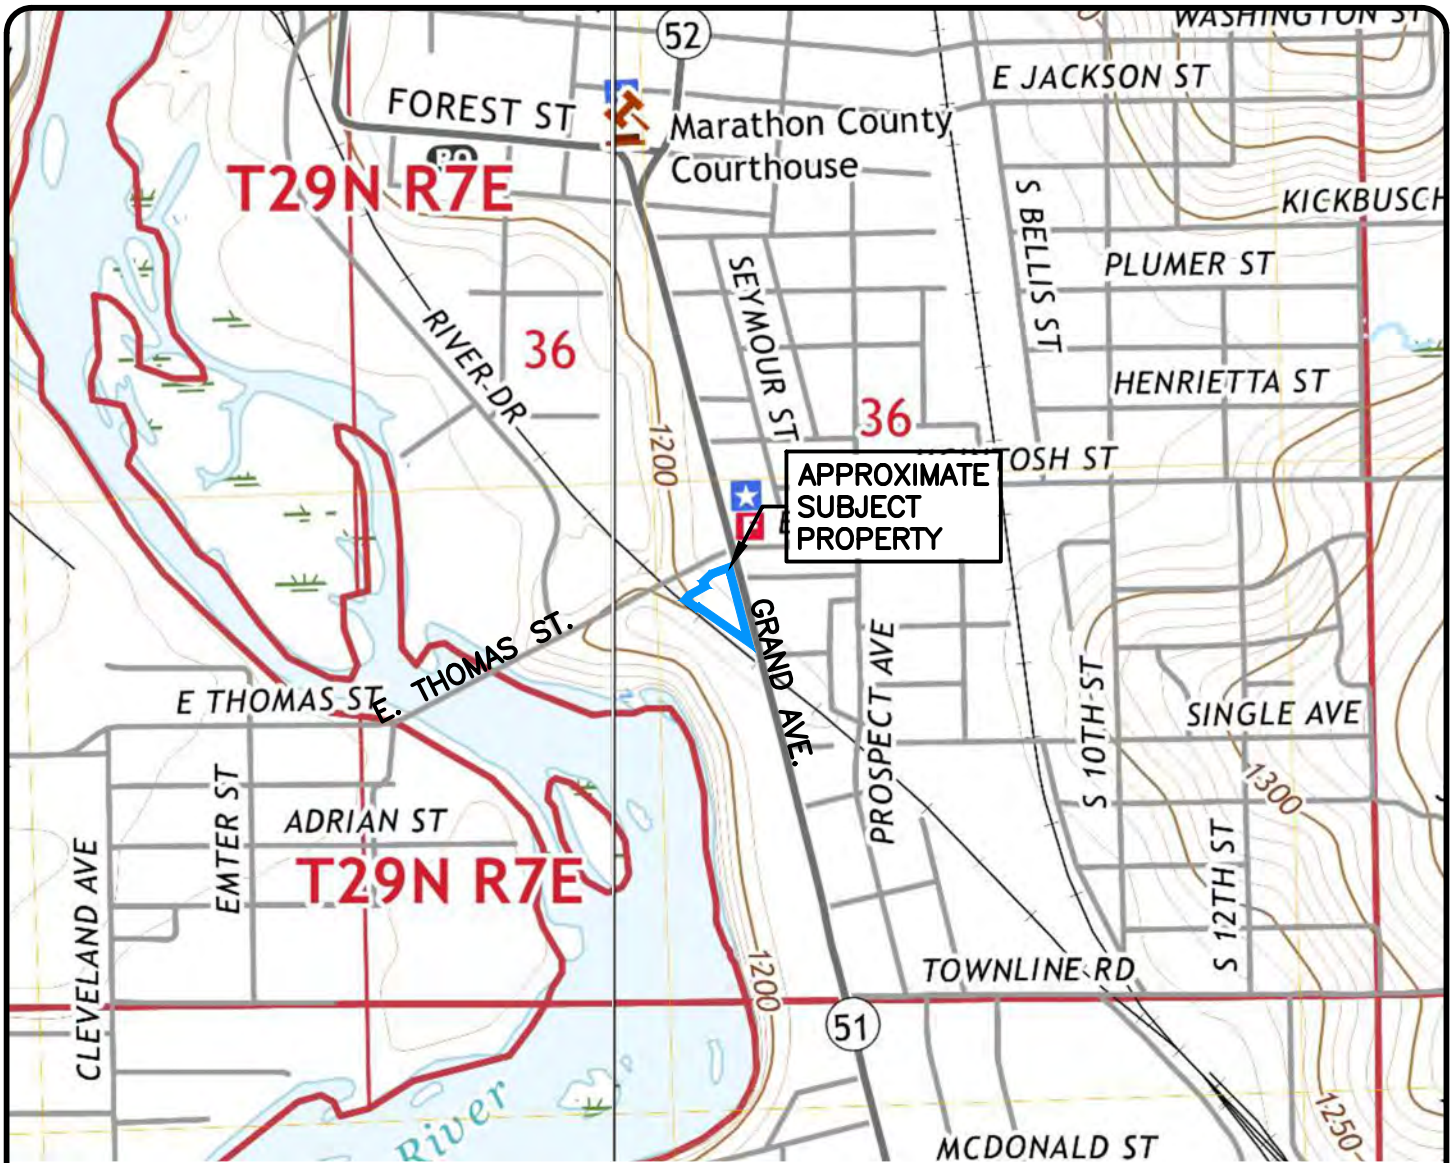 WASHINGTON ST
52
E JACKSON ST
FOREST ST
Marathon County
Courthouse
T29N R7E
S BELLIS ST
KICKBUSCH
PLUMER ST
SEYMOUR ST
RIVER DR
36
HENRIETTA ST
36
1200
TOSH ST
APPROXIMATE
SUBJECT
PROPERTY
P
E
GRAND AVE.
E. THOMAS ST.
E THOMAS ST
PROSPECT AVE
S 10TH ST
SINGLE AVE
1300
EMTER ST
ADRIAN ST
CLEVELAND AVE
T29N R7E
S 12TH ST
1200
TOWNLINE RD
51
River
1250
MCDONALD ST